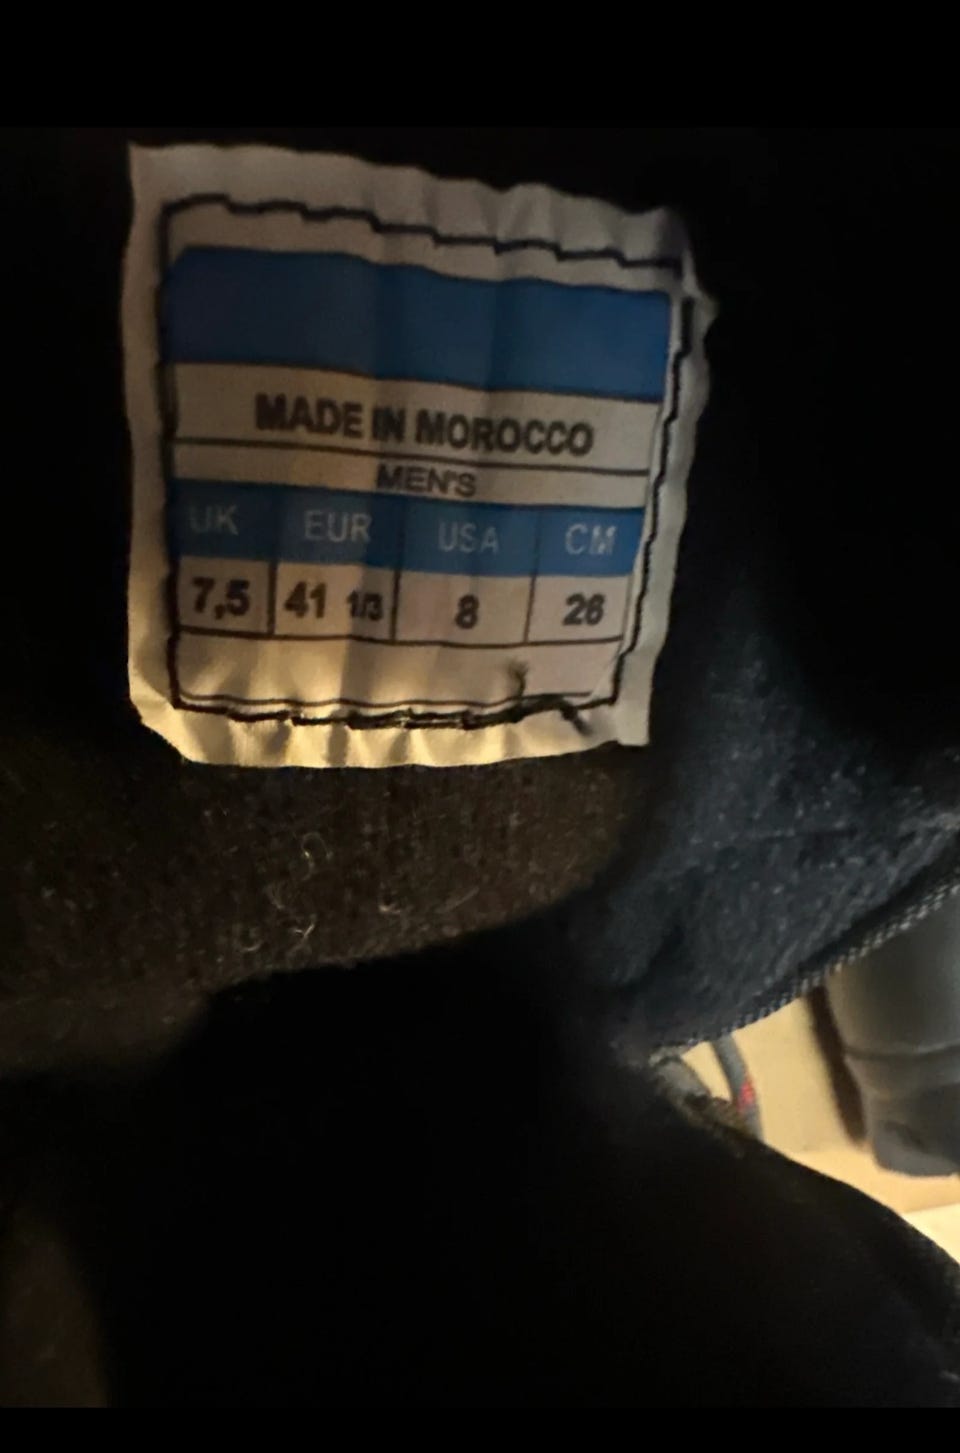 MADE IN MOROCCO
MEN'S
UK EUR USA CM
7,5 41 1/3 8 26